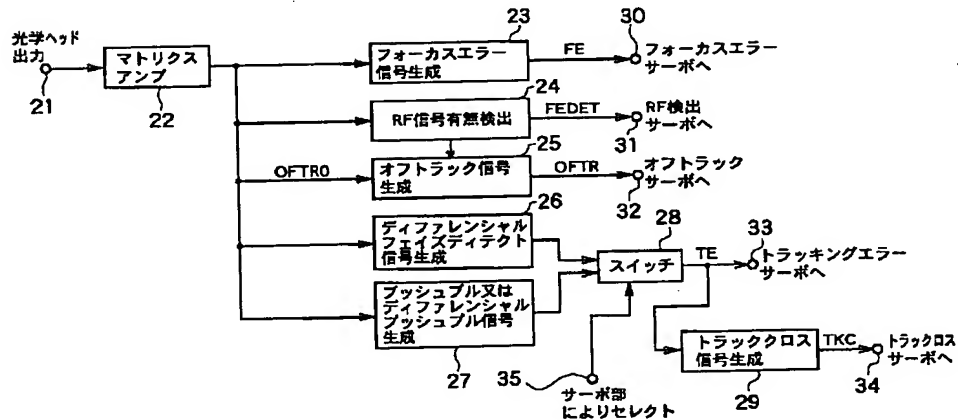 光学ヘッド
出力
21
マトリクス
アンプ
22
23
フォーカスエラー
信号生成
FE
30
フォーカスエラー
サーボへ
24
RF信号有無検出
FEDET
RF検出
サーボへ
31
25
OFTR0
オフトラック信号
生成
OFTR
オフトラック
サーボへ
32
26
ディファレンシャル
フェイズディテクト
信号生成
28
スイッチ
TE
33
トラッキングエラー
サーボへ
プッシュプル又は
ディファレンシャル
プッシュプル信号
生成
27
35
サーボ部
によりセレクト
トラッククロス
信号生成
29
TKC
トラックロス
サーボへ
34